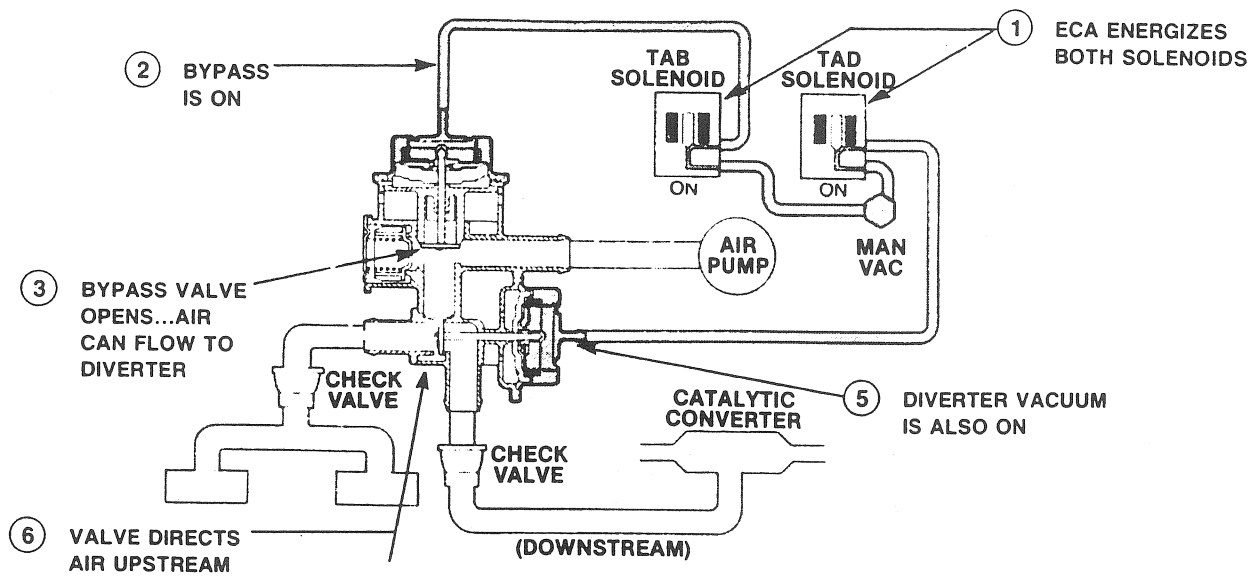 1 ECA ENERGIZES
BOTH SOLENOIDS
2 BYPASS
IS ON
TAB
SOLENOID
ON
TAD
SOLENOID
ON
MAN
VAC
AIR
PUMP
3 BYPASS VALVE
OPENS...AIR
CAN FLOW TO
DIVERTER
CHECK
VALVE
CATALYTIC
CONVERTER
5 DIVERTER VACUUM
IS ALSO ON
CHECK
VALVE
6 VALVE DIRECTS
AIR UPSTREAM
(DOWNSTREAM)